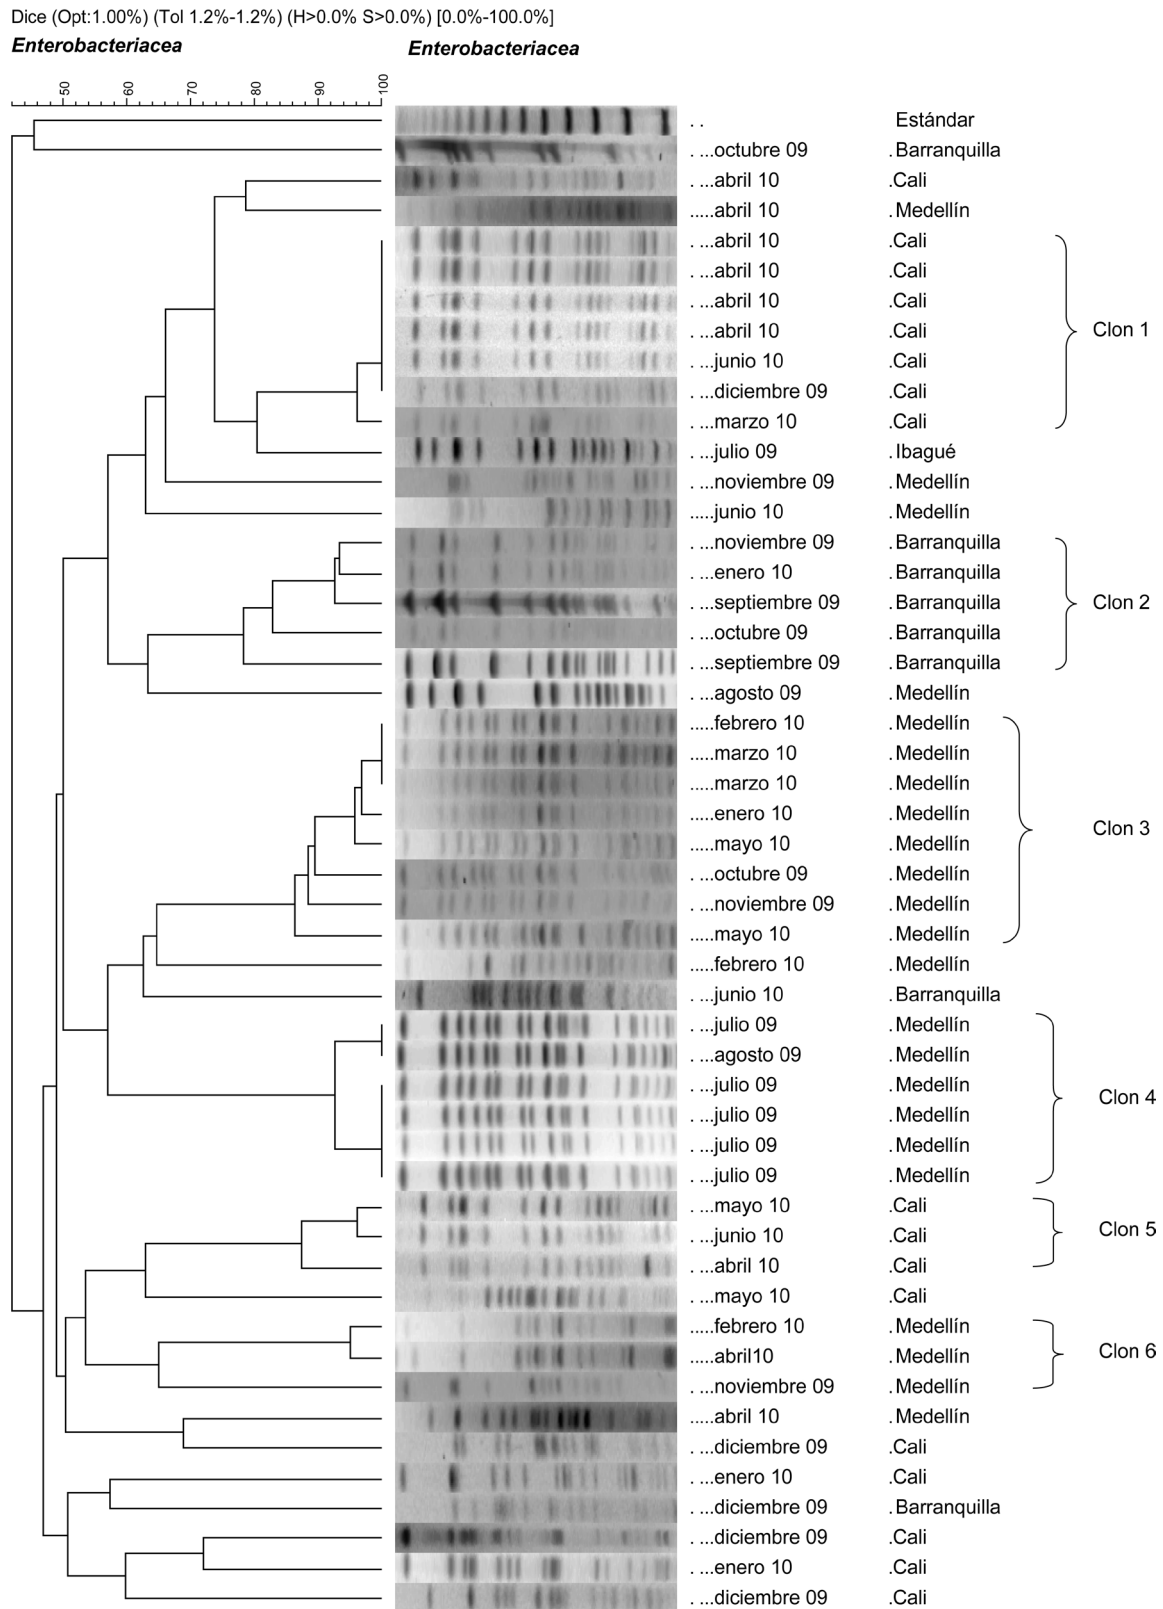 Dice (Opt:1.00%) (Tol 1.2%-1.2%) (H>0.0% S>0.0%) [0.0%-100.0%]
Enterobacteriacea Enterobacteriacea
50 60 70 80 90 100
. . Estándar
. ...octubre 09 .Barranquilla
. ...abril 10 .Cali
.....abril 10 .Medellín
. ...abril 10 .Cali
. ...abril 10 .Cali
. ...abril 10 .Cali
. ...abril 10 .Cali Clon 1
. ...junio 10 .Cali
. ...diciembre 09 .Cali
. ...marzo 10 .Cali
. ...julio 09 .Ibagué
. ...noviembre 09 .Medellín
.....junio 10 .Medellín
. ...noviembre 09 .Barranquilla
. ...enero 10 .Barranquilla
. ...septiembre 09 .Barranquilla Clon 2
. ...octubre 09 .Barranquilla
. ...septiembre 09 .Barranquilla
. ...agosto 09 .Medellín
.....febrero 10 .Medellín
.....marzo 10 .Medellín
.....marzo 10 .Medellín
.....enero 10 .Medellín Clon 3
.....mayo 10 .Medellín
. ...octubre 09 .Medellín
. ...noviembre 09 .Medellín
.....mayo 10 .Medellín
.....febrero 10 .Medellín
. ...junio 10 .Barranquilla
. ...julio 09 .Medellín
. ...agosto 09 .Medellín
. ...julio 09 .Medellín Clon 4
. ...julio 09 .Medellín
. ...julio 09 .Medellín
. ...julio 09 .Medellín
. ...mayo 10 .Cali
. ...junio 10 .Cali Clon 5
. ...abril 10 .Cali
. ...mayo 10 .Cali
.....febrero 10 .Medellín
.....abril10 .Medellín Clon 6
. ...noviembre 09 .Medellín
.....abril 10 .Medellín
. ...diciembre 09 .Cali
. ...enero 10 .Cali
. ...diciembre 09 .Barranquilla
. ...diciembre 09 .Cali
. ...enero 10 .Cali
. ...diciembre 09 .Cali